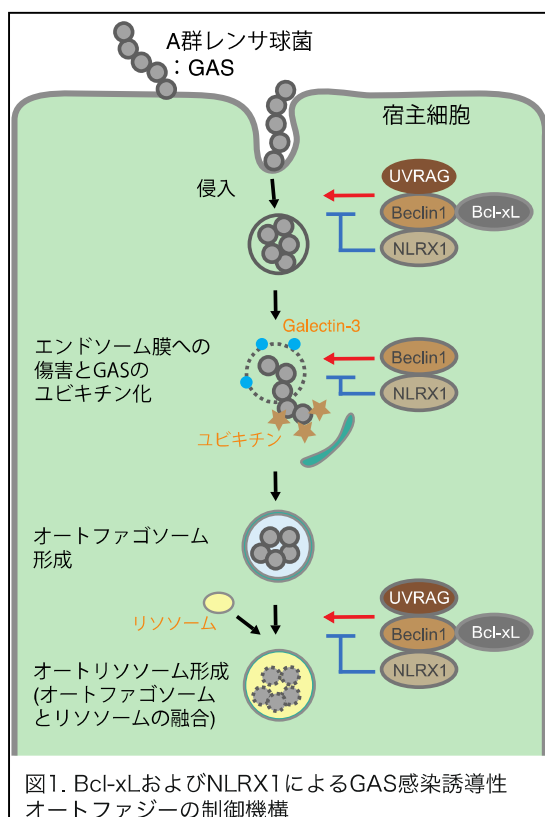 A群レンサ球菌
：GAS
宿主細胞
侵入
UVRAG
Beclin1
Bcl-xL
NLRX1
Galectin-3
エンドソーム膜への
傷害とGASの
ユビキチン化
Beclin1
NLRX1
ユビキチン
オートファゴソーム
形成
リソソーム
UVRAG
Beclin1
Bcl-xL
NLRX1
オートリソソーム形成
(オートファゴソーム
とリソソームの融合)
図1. Bcl-xLおよびNLRX1によるGAS感染誘導性
オートファジーの制御機構